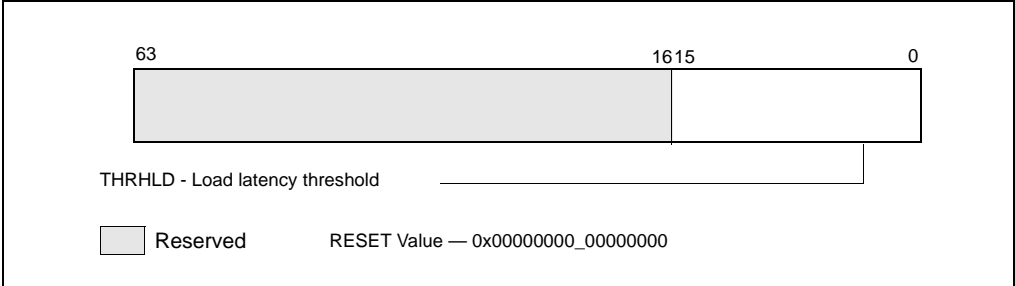 63 1615 0
THRHLD - Load latency threshold
Reserved RESET Value — 0x00000000_00000000